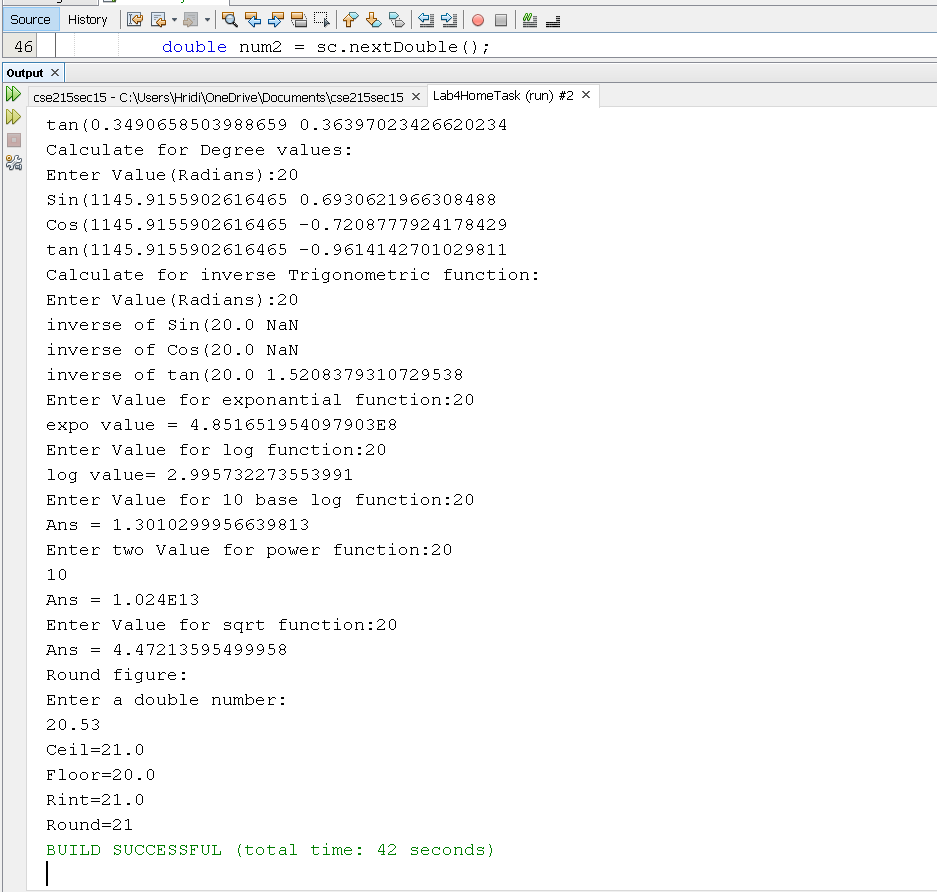 Source History
46 double num2 = sc.nextDouble();
Output ×
cse215sec15 - C:\Users\Hridi\OneDrive\Documents\cse215sec15 × Lab4HomeTask (run) #2 ×
tan(0.3490658503988659 0.36397023426620234
Calculate for Degree values:
Enter Value(Radians):20
Sin(1145.9155902616465 0.6930621966308488
Cos(1145.9155902616465 -0.7208777924178429
tan(1145.9155902616465 -0.9614142701029811
Calculate for inverse Trigonometric function:
Enter Value(Radians):20
inverse of Sin(20.0 NaN
inverse of Cos(20.0 NaN
inverse of tan(20.0 1.5208379310729538
Enter Value for exponantial function:20
expo value = 4.851651954097903E8
Enter Value for log function:20
log value= 2.995732273553991
Enter Value for 10 base log function:20
Ans = 1.3010299956639813
Enter two Value for power function:20
10
Ans = 1.024E13
Enter Value for sqrt function:20
Ans = 4.47213595499958
Round figure:
Enter a double number:
20.53
Ceil=21.0
Floor=20.0
Rint=21.0
Round=21
BUILD SUCCESSFUL (total time: 42 seconds)